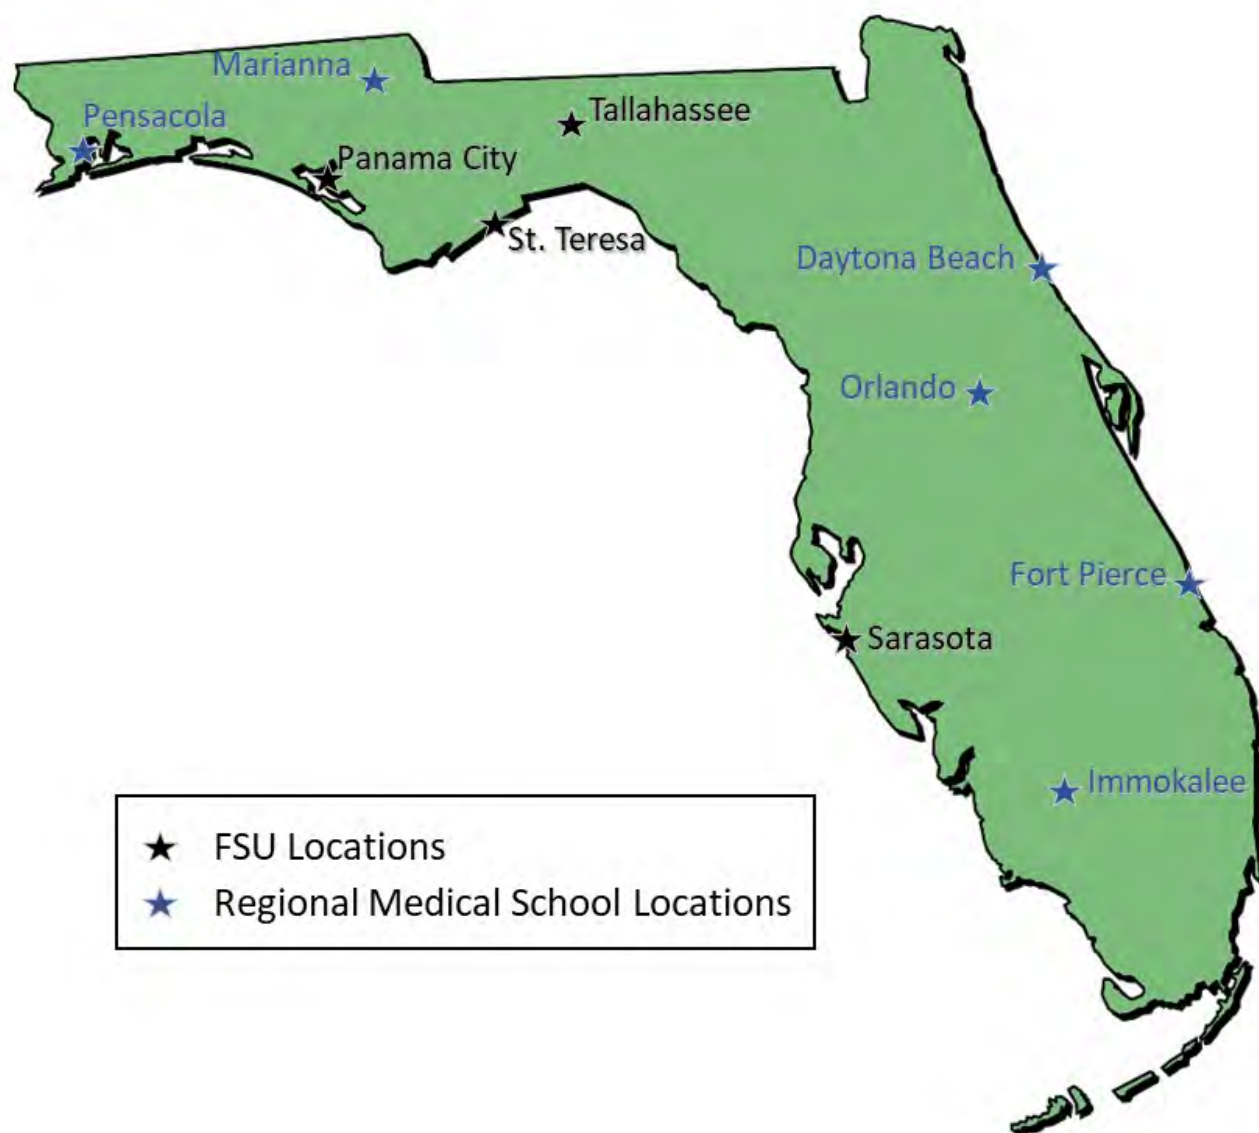 Marianna
Pensacola
Tallahassee
Panama City
St. Teresa
Daytona Beach
Orlando
Fort Pierce
Sarasota
Immokalee
FSU Locations
Regional Medical School Locations